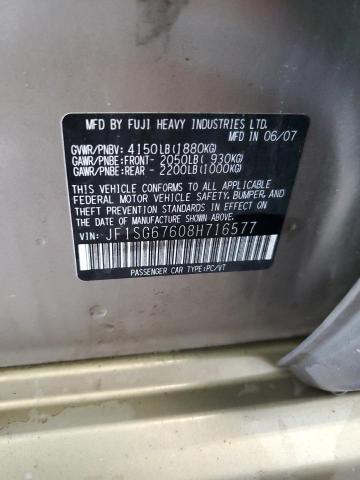 MFD BY FUJI HEAVY INDUSTRIES LTD.
MFD IN 06/07
GVWR/PNBV: 4150LB(1880KG)
GAWR/PNBE:FRONT- 2050LB( 930KG)
GAWR/PNBE:REAR - 2200LB(1000KG)
THIS VEHICLE CONFORMS TO ALL APPLICABLE
FEDERAL MOTOR VEHICLE SAFETY, BUMPER, AND
THEFT PREVENTION STANDARDS IN EFFECT ON THE
DATE OF MANUFACTURE SHOWN ABOVE.
VIN: JF1SG67608H716577
PASSENGER CAR TYPE:PC/VT